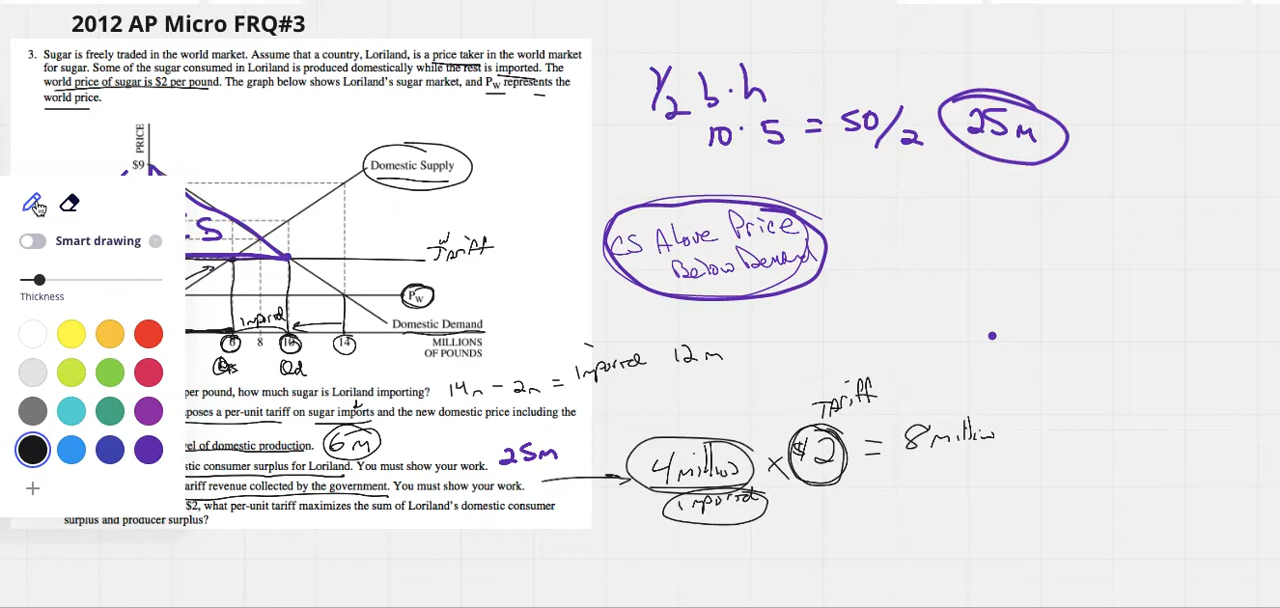 2012 AP Micro FRQ#3
3. Sugar is freely traded in the world market. Assume that a country, Loriland, is a price taker in the world market
for sugar. Some of the sugar consumed in Loriland is produced domestically while the rest is imported. The
world price of sugar is $2 per pound. The graph below shows Loriland's sugar market, and PW represents the
world price.
1/2 b·h
10·5 = 50/2 25m
PRICE
$9
Domestic Supply
S
W
Tariff
CS Above Price
Below Demand
Smart drawing ?
Thickness
PW
Import
Domestic Demand
6 8 10 14
MILLIONS
OF POUNDS
Qs Qd
per pound, how much sugar is Loriland importing? 14m - 2m = Imported 12m
poses a per-unit tariff on sugar imports and the new domestic price including the
Tariff
vel of domestic production. 6m
stic consumer surplus for Loriland. You must show your work. 25m
4 million x $2 = 8 million
Imported
ariff revenue collected by the government. You must show your work.
$2, what per-unit tariff maximizes the sum of Loriland's domestic consumer
surplus and producer surplus?